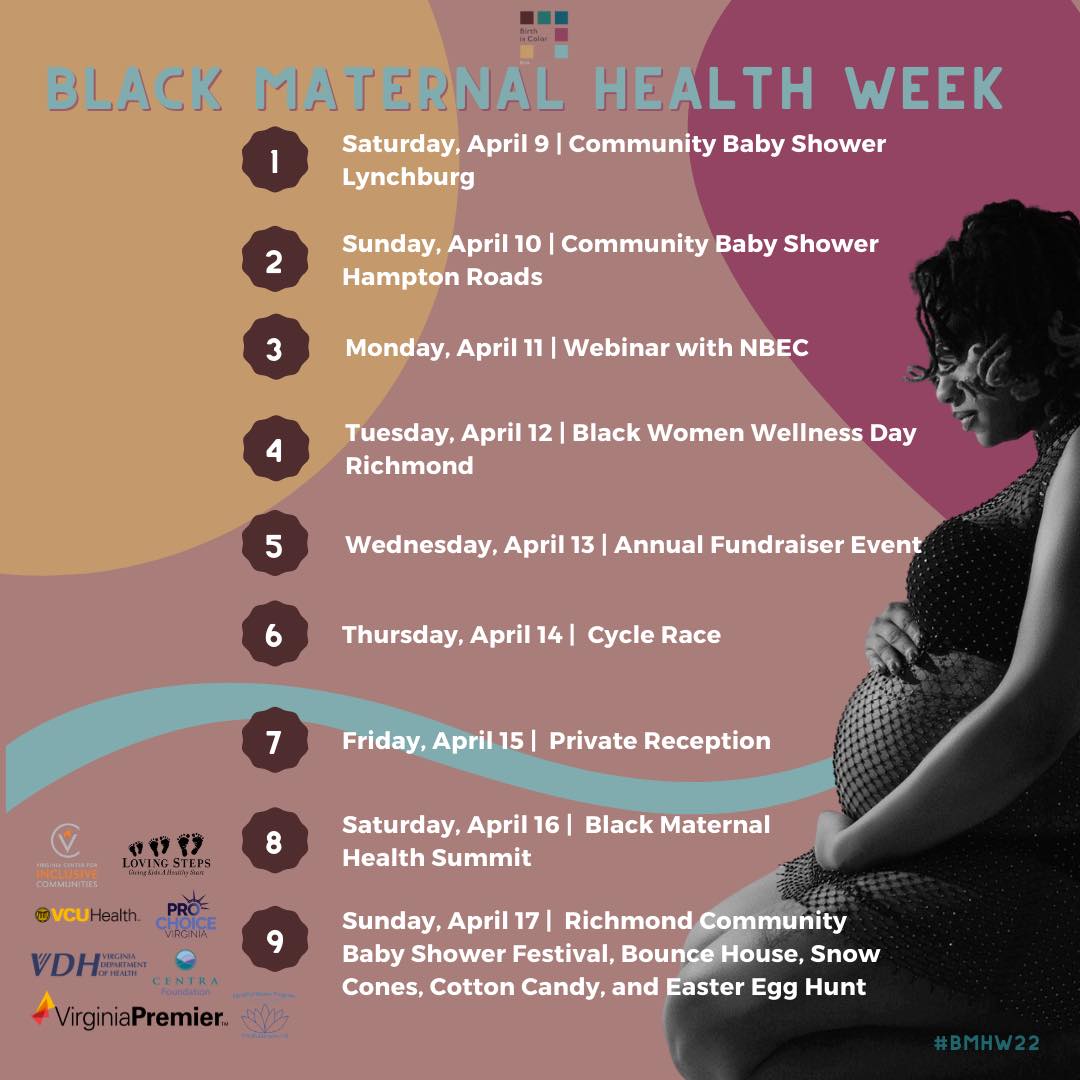 Birth
in Color
BLACK MATERNAL HEALTH WEEK
1
Saturday, April 9 | Community Baby Shower
Lynchburg
2
Sunday, April 10 | Community Baby Shower
Hampton Roads
3
Monday, April 11 | Webinar with NBEC
4
Tuesday, April 12 | Black Women Wellness Day
Richmond
5
Wednesday, April 13 | Annual Fundraiser Event
6
Thursday, April 14 | Cycle Race
7
Friday, April 15 | Private Reception
8
Saturday, April 16 | Black Maternal
Health Summit
9
Sunday, April 17 | Richmond Community
Baby Shower Festival, Bounce House, Snow
Cones, Cotton Candy, and Easter Egg Hunt
VIRGINIA CENTER FOR
INCLUSIVE
COMMUNITIES
LOVING STEPS
Giving Kids A Healthy Start
VCUHealth
PRO
CHOICE
VIRGINIA
VDH VIRGINIA
DEPARTMENT
OF HEALTH
CENTRA
Foundation
VirginiaPremier
#BMHW22